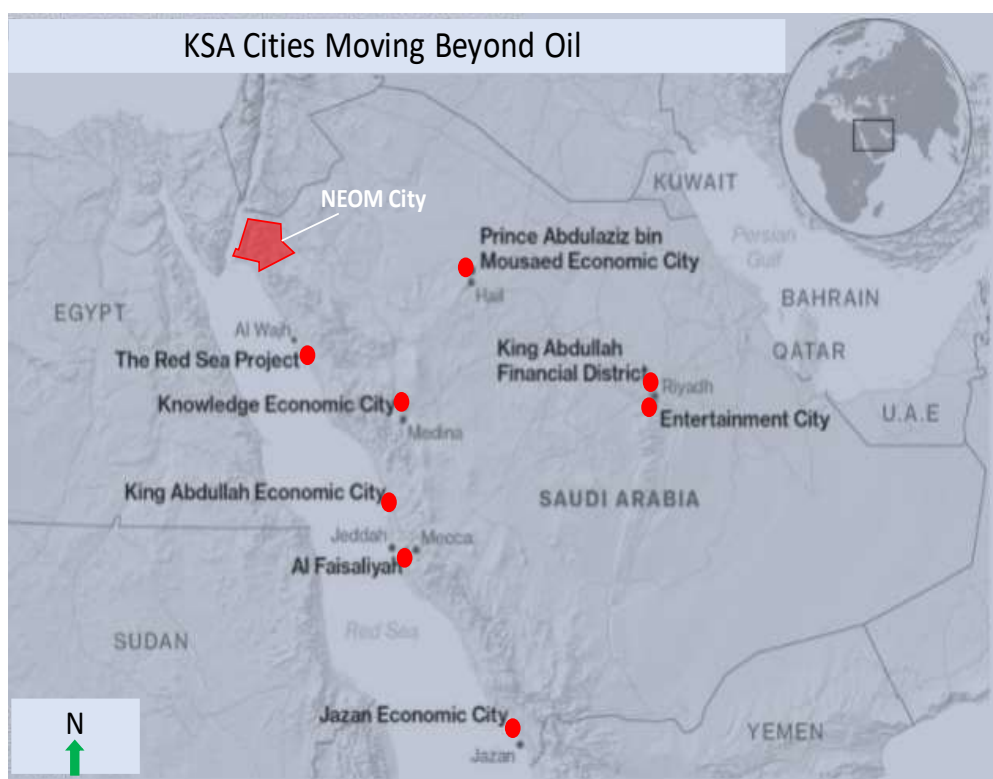 KSA Cities Moving Beyond Oil
KUWAIT
NEOM City
Prince Abdulaziz bin
Mousaed Economic City
Persian
Gulf
Hail
BAHRAIN
EGYPT
Al Wajh
The Red Sea Project
King Abdullah
Financial District
QATAR
Riyadh
Knowledge Economic City
Medina
Entertainment City
U.A.E
King Abdullah Economic City
SAUDI ARABIA
Jeddah
Mecca
Al Faisaliyah
Red Sea
SUDAN
Jazan Economic City
Jazan
YEMEN
N